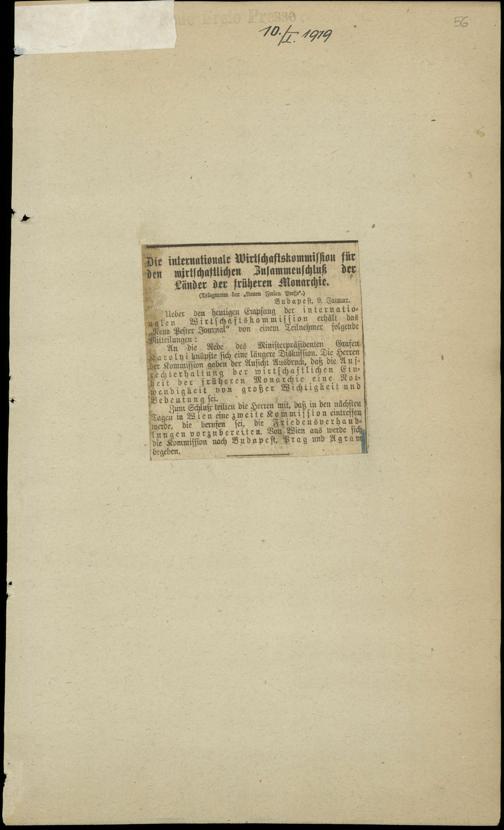 Neue Freie Presse.
10./I. 1919
56
Die internationale Wirtschaftskommission für
den wirtschaftlichen Zusammenschluß der
Länder der früheren Monarchie.
(Telegramm der „Neuen Freien Presse“.)
Budapest, 9. Januar.
Ueber den heutigen Empfang der internatio-
nalen Wirtschaftskommission erhält das
„Neue Pester Journal“ von einem Teilnehmer folgende
Mitteilungen:
An die Rede des Ministerpräsidenten Grafen
Karolyi knüpfte sich eine längere Diskussion. Die Herren
der Kommission gaben der Ansicht Ausdruck, daß die Auf-
rechterhaltung der wirtschaftlichen Ein-
heit der früheren Monarchie eine Not-
wendigkeit von großer Wichtigkeit und
Bedeutung sei.
Zum Schluß teilten die Herren mit, daß in den nächsten
Tagen in Wien eine zweite Kommission eintreffen
werde, die berufen sei, die Friedensverhand-
lungen vorzubereiten. Von Wien aus werde sich
die Kommission nach Budapest, Prag und Agram
begeben.